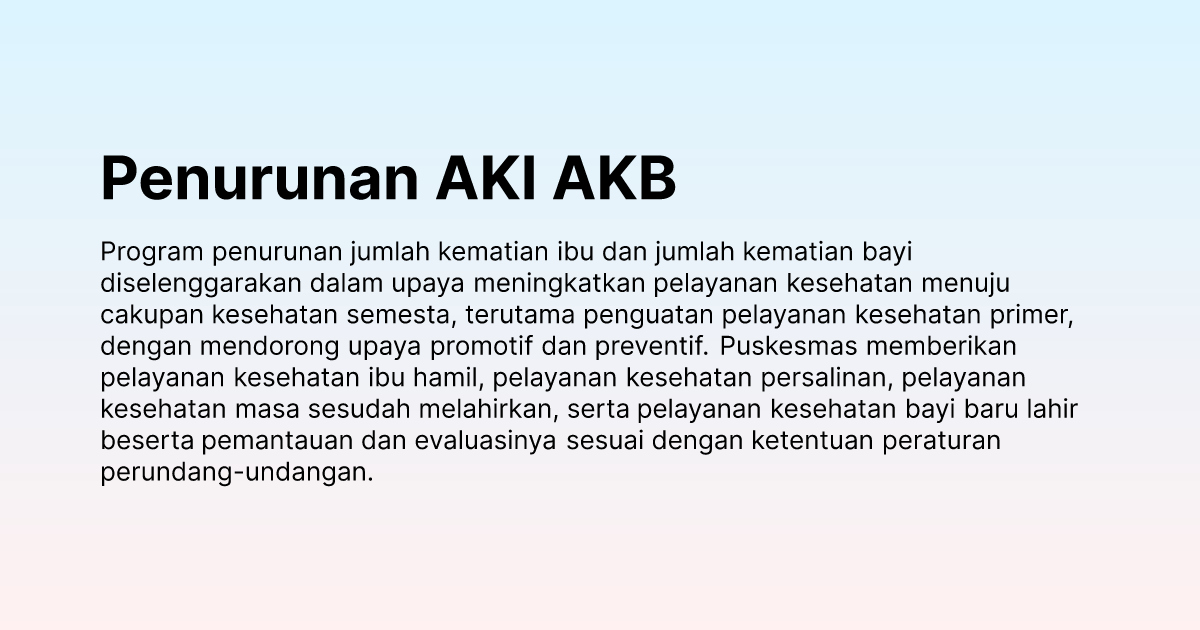 Penurunan AKI AKB
Program penurunan jumlah kematian ibu dan jumlah kematian bayi
diselenggarakan dalam upaya meningkatkan pelayanan kesehatan menuju
cakupan kesehatan semesta, terutama penguatan pelayanan kesehatan primer,
dengan mendorong upaya promotif dan preventif. Puskesmas memberikan
pelayanan kesehatan ibu hamil, pelayanan kesehatan persalinan, pelayanan
kesehatan masa sesudah melahirkan, serta pelayanan kesehatan bayi baru lahir
beserta pemantauan dan evaluasinya sesuai dengan ketentuan peraturan
perundang-undangan.